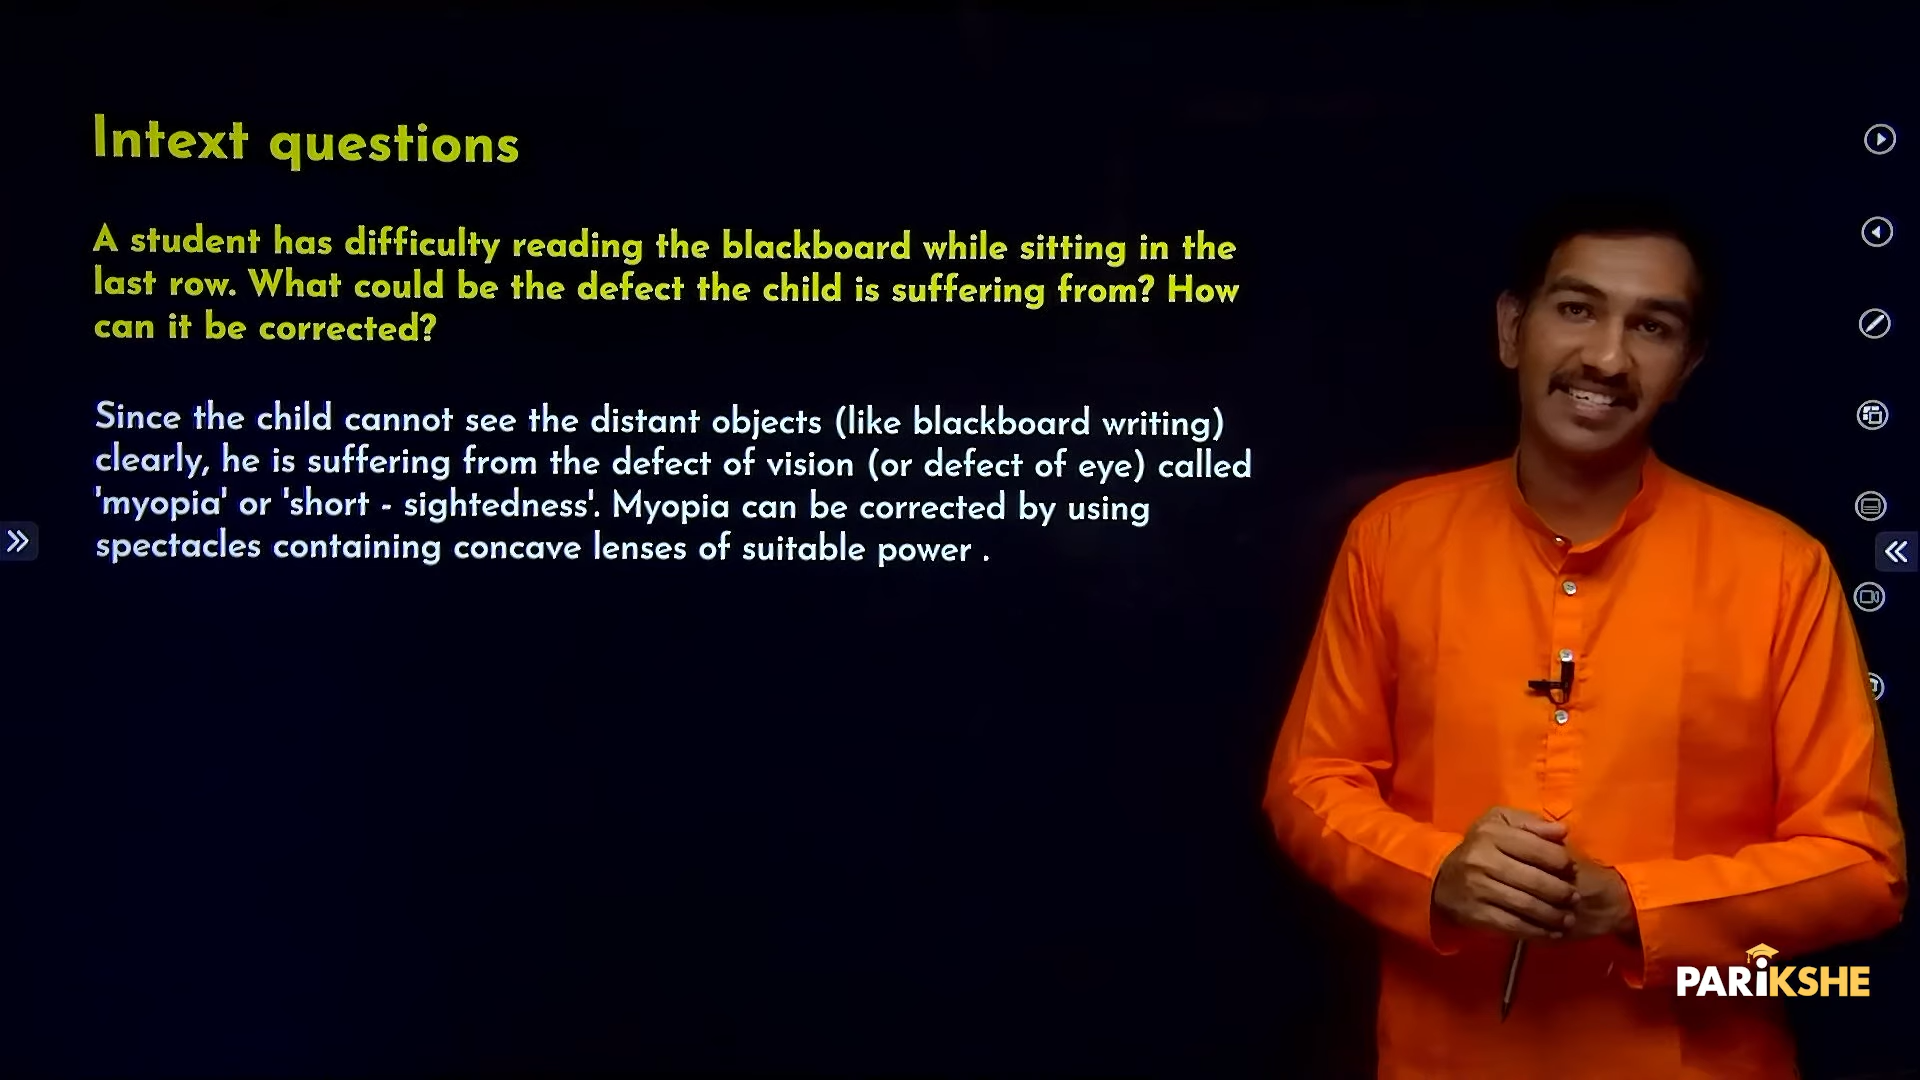 Intext questions
A student has difficulty reading the blackboard while sitting in the
last row. What could be the defect the child is suffering from? How
can it be corrected?
Since the child cannot see the distant objects (like blackboard writing)
clearly, he is suffering from the defect of vision (or defect of eye) called
'myopia' or 'short - sightedness'. Myopia can be corrected by using
spectacles containing concave lenses of suitable power .
PARiKSHE